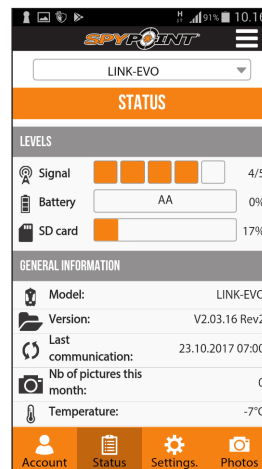 91% 10.16
SPYPOINT
LINK-EVO
STATUS
LEVELS
Signal 4/5
Battery AA 0%
SD card 17%
GENERAL INFORMATION
Model: LINK-EVO
Version: V2.03.16 Rev2
Last
communication: 23.10.2017 07:00
Nb of pictures this
month: 0
Temperature: -7°C
Account Status Settings. Photos